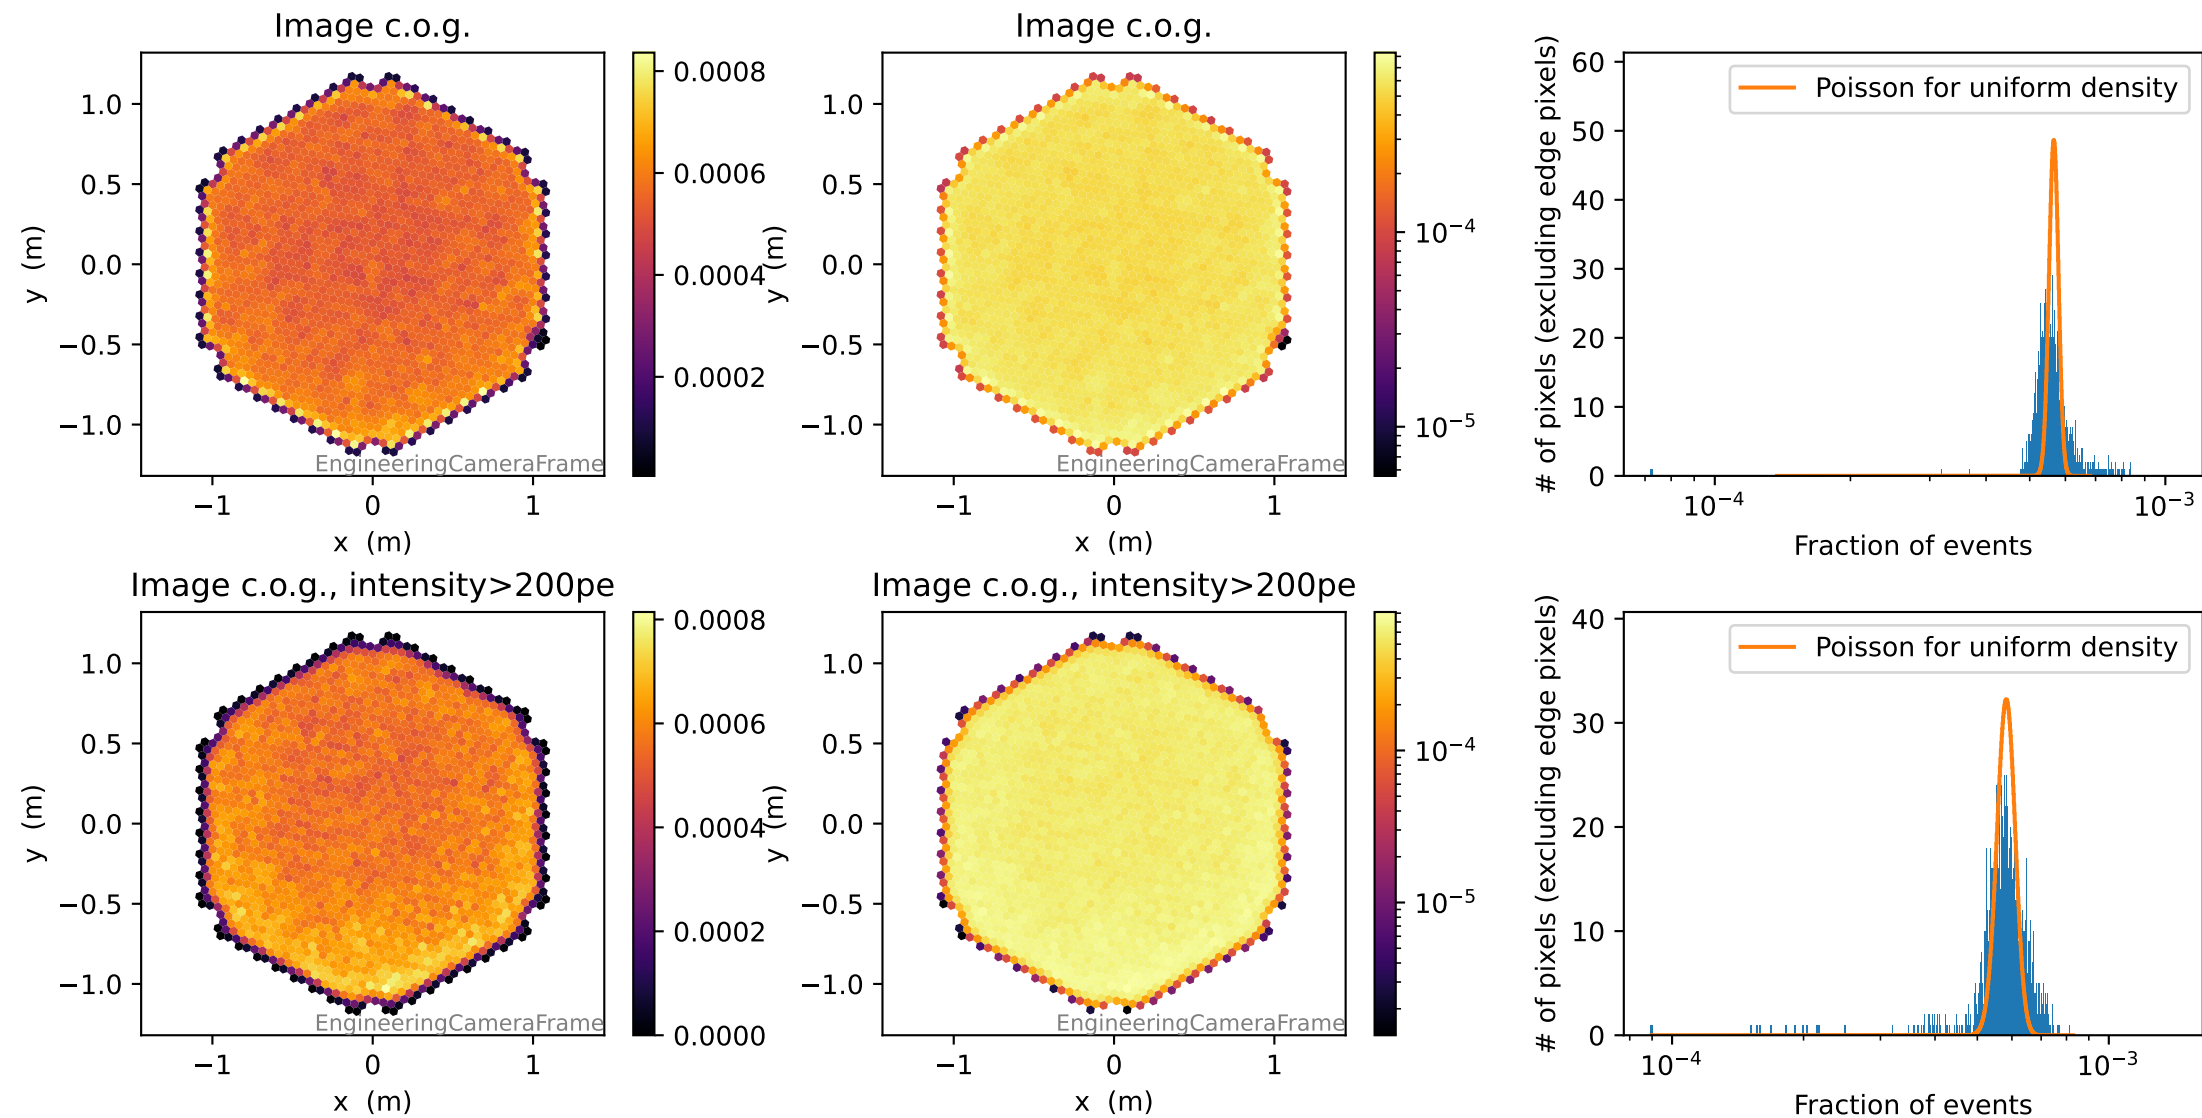 Image c.o.g.
y (m)
1.0
0.5
0.0
−0.5
−1.0
−1
0
1
x (m)
EngineeringCameraFrame
0.0008
0.0006
0.0004
0.0002
Image c.o.g.
y (m)
1.0
0.5
0.0
−0.5
−1.0
−1
0
1
x (m)
EngineeringCameraFrame
10⁻⁴
10⁻⁵
# of pixels (excluding edge pixels)
60
50
40
30
20
10
0
Poisson for uniform density
10⁻⁴
10⁻³
Fraction of events
Image c.o.g., intensity>200pe
y (m)
1.0
0.5
0.0
−0.5
−1.0
−1
0
1
x (m)
EngineeringCameraFrame
0.0008
0.0006
0.0004
0.0002
0.0000
Image c.o.g., intensity>200pe
y (m)
1.0
0.5
0.0
−0.5
−1.0
−1
0
1
x (m)
EngineeringCameraFrame
10⁻⁴
10⁻⁵
# of pixels (excluding edge pixels)
40
30
20
10
0
Poisson for uniform density
10⁻⁴
10⁻³
Fraction of events